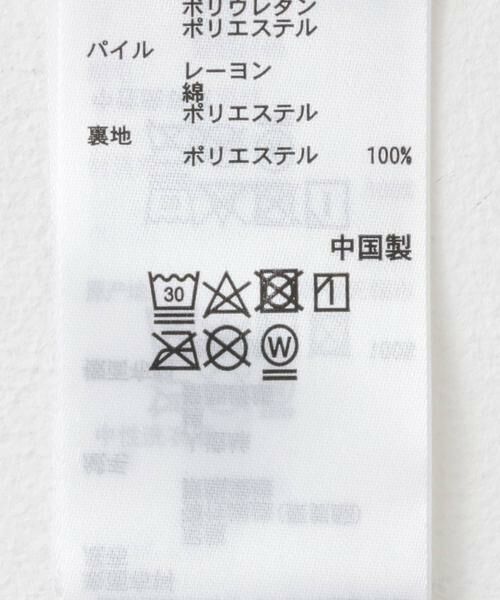 ポリウレタン
ポリエステル
パイル
レーヨン
綿
ポリエステル
裏地
ポリエステル 100%
中国製
30
W